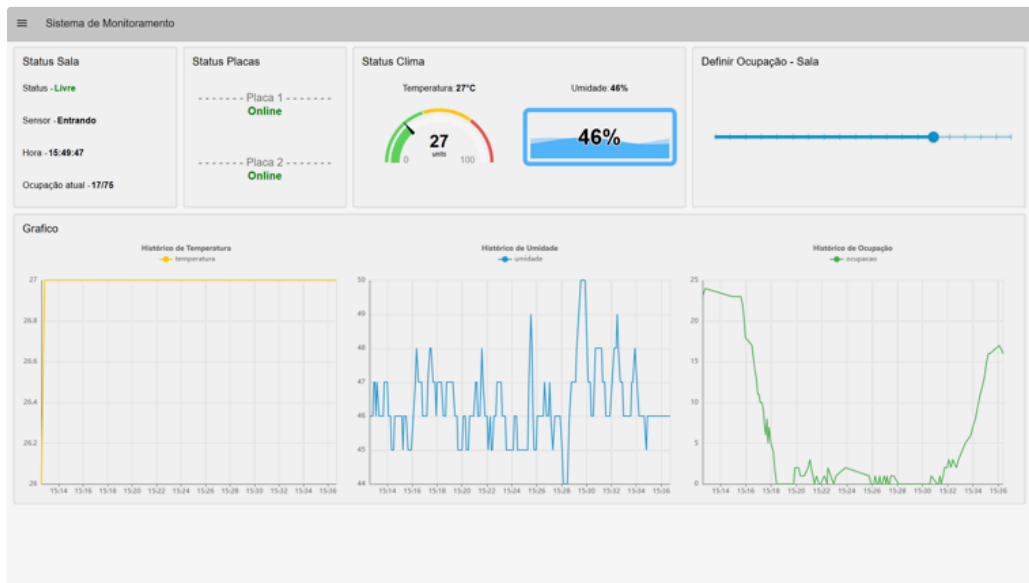 Sistema de Monitoramento
Status Sala
Status - Livre
Sensor - Entrando
Hora - 15:49:47
Ocupação atual - 17/75
Status Placas
- - - - - - - Placa 1 - - - - - - -
Online
- - - - - - - Placa 2 - - - - - - -
Online
Status Clima
Temperatura: 27°C
27
units
0 100
Umidade: 46%
46%
Definir Ocupação - Sala
Grafico
Histórico de Temperatura
temperatura
27
26.8
26.6
26.4
26.2
26
15:14 15:16 15:18 15:20 15:22 15:24 15:26 15:28 15:30 15:32 15:34 15:36
Histórico de Umidade
umidade
50
49
48
47
46
45
44
15:14 15:16 15:18 15:20 15:22 15:24 15:26 15:28 15:30 15:32 15:34 15:36
Histórico de Ocupação
ocupacao
25
20
15
10
5
0
15:14 15:16 15:18 15:20 15:22 15:24 15:26 15:28 15:30 15:32 15:34 15:36